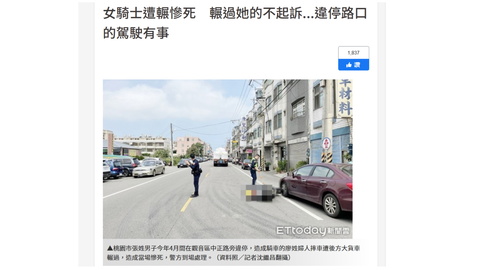 女騎士遭輾慘死　輾過她的不起訴...違停路口
的駕駛有事
1,837
讚
車材料
ETtoday新聞雲
▲桃園市張姓男子今年4月間在觀音區中正路旁違停，造成騎車的廖姓婦人摔車遭後方大貨車
輾過，造成當場慘死，警方到場處理。（資料照／記者沈繼昌翻攝）